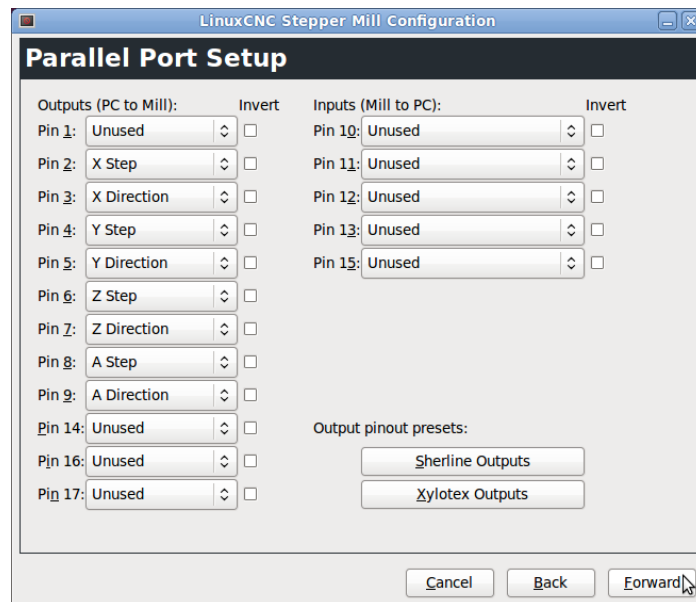 LinuxCNC Stepper Mill Configuration
Parallel Port Setup
Outputs (PC to Mill): Invert Inputs (Mill to PC): Invert
Pin 1: Unused Pin 10: Unused
Pin 2: X Step Pin 11: Unused
Pin 3: X Direction Pin 12: Unused
Pin 4: Y Step Pin 13: Unused
Pin 5: Y Direction Pin 15: Unused
Pin 6: Z Step
Pin 7: Z Direction
Pin 8: A Step
Pin 9: A Direction
Pin 14: Unused Output pinout presets:
Pin 16: Unused Sherline Outputs
Pin 17: Unused Xylotex Outputs
Cancel Back Forward